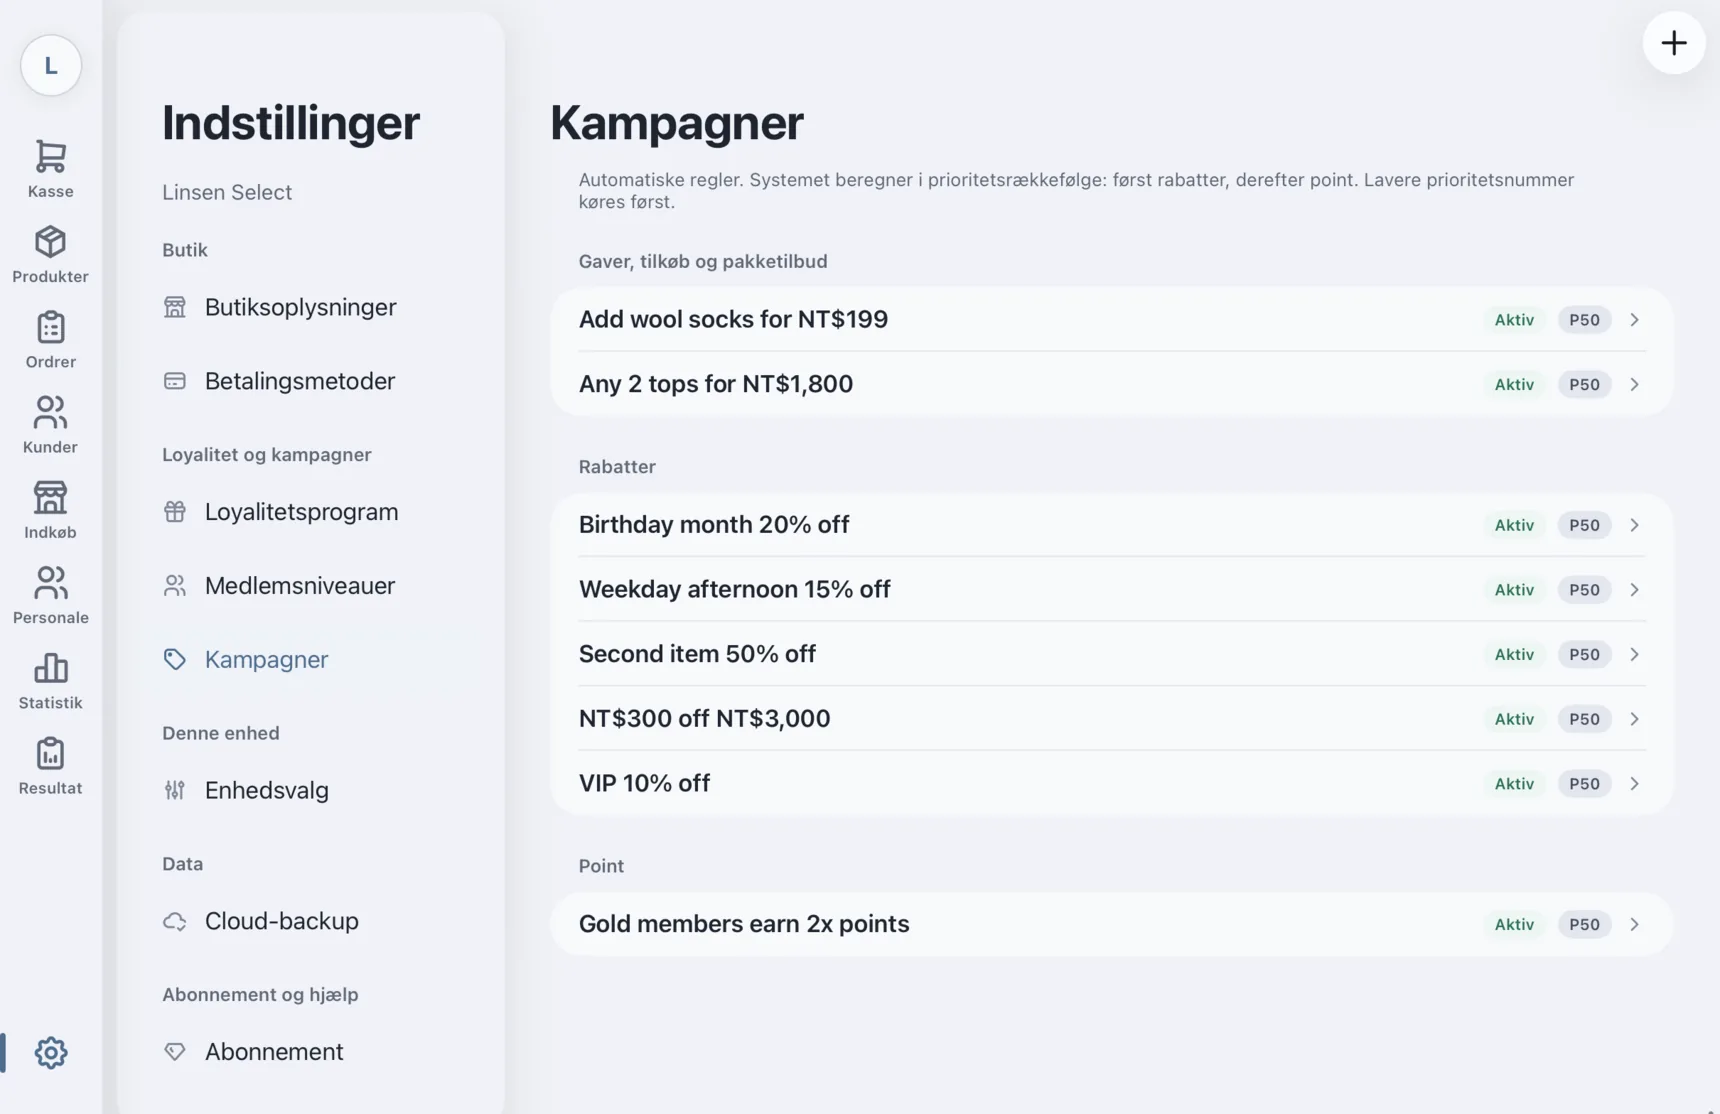 L
Kasse
Produkter
Ordrer
Kunder
Indkøb
Personale
Statistik
Resultat
Indstillinger
Linsen Select
Butik
Butiksoplysninger
Betalingsmetoder
Loyalitet og kampagner
Loyalitetsprogram
Medlemsniveauer
Kampagner
Denne enhed
Enhedsvalg
Data
Cloud-backup
Abonnement og hjælp
Abonnement
Kampagner
Automatiske regler. Systemet beregner i prioritetsrækkefølge: først rabatter, derefter point. Lavere prioritetsnummer
køres først.
Gaver, tilkøb og pakketilbud
Add wool socks for NT$199 Aktiv P50
Any 2 tops for NT$1,800 Aktiv P50
Rabatter
Birthday month 20% off Aktiv P50
Weekday afternoon 15% off Aktiv P50
Second item 50% off Aktiv P50
NT$300 off NT$3,000 Aktiv P50
VIP 10% off Aktiv P50
Point
Gold members earn 2x points Aktiv P50